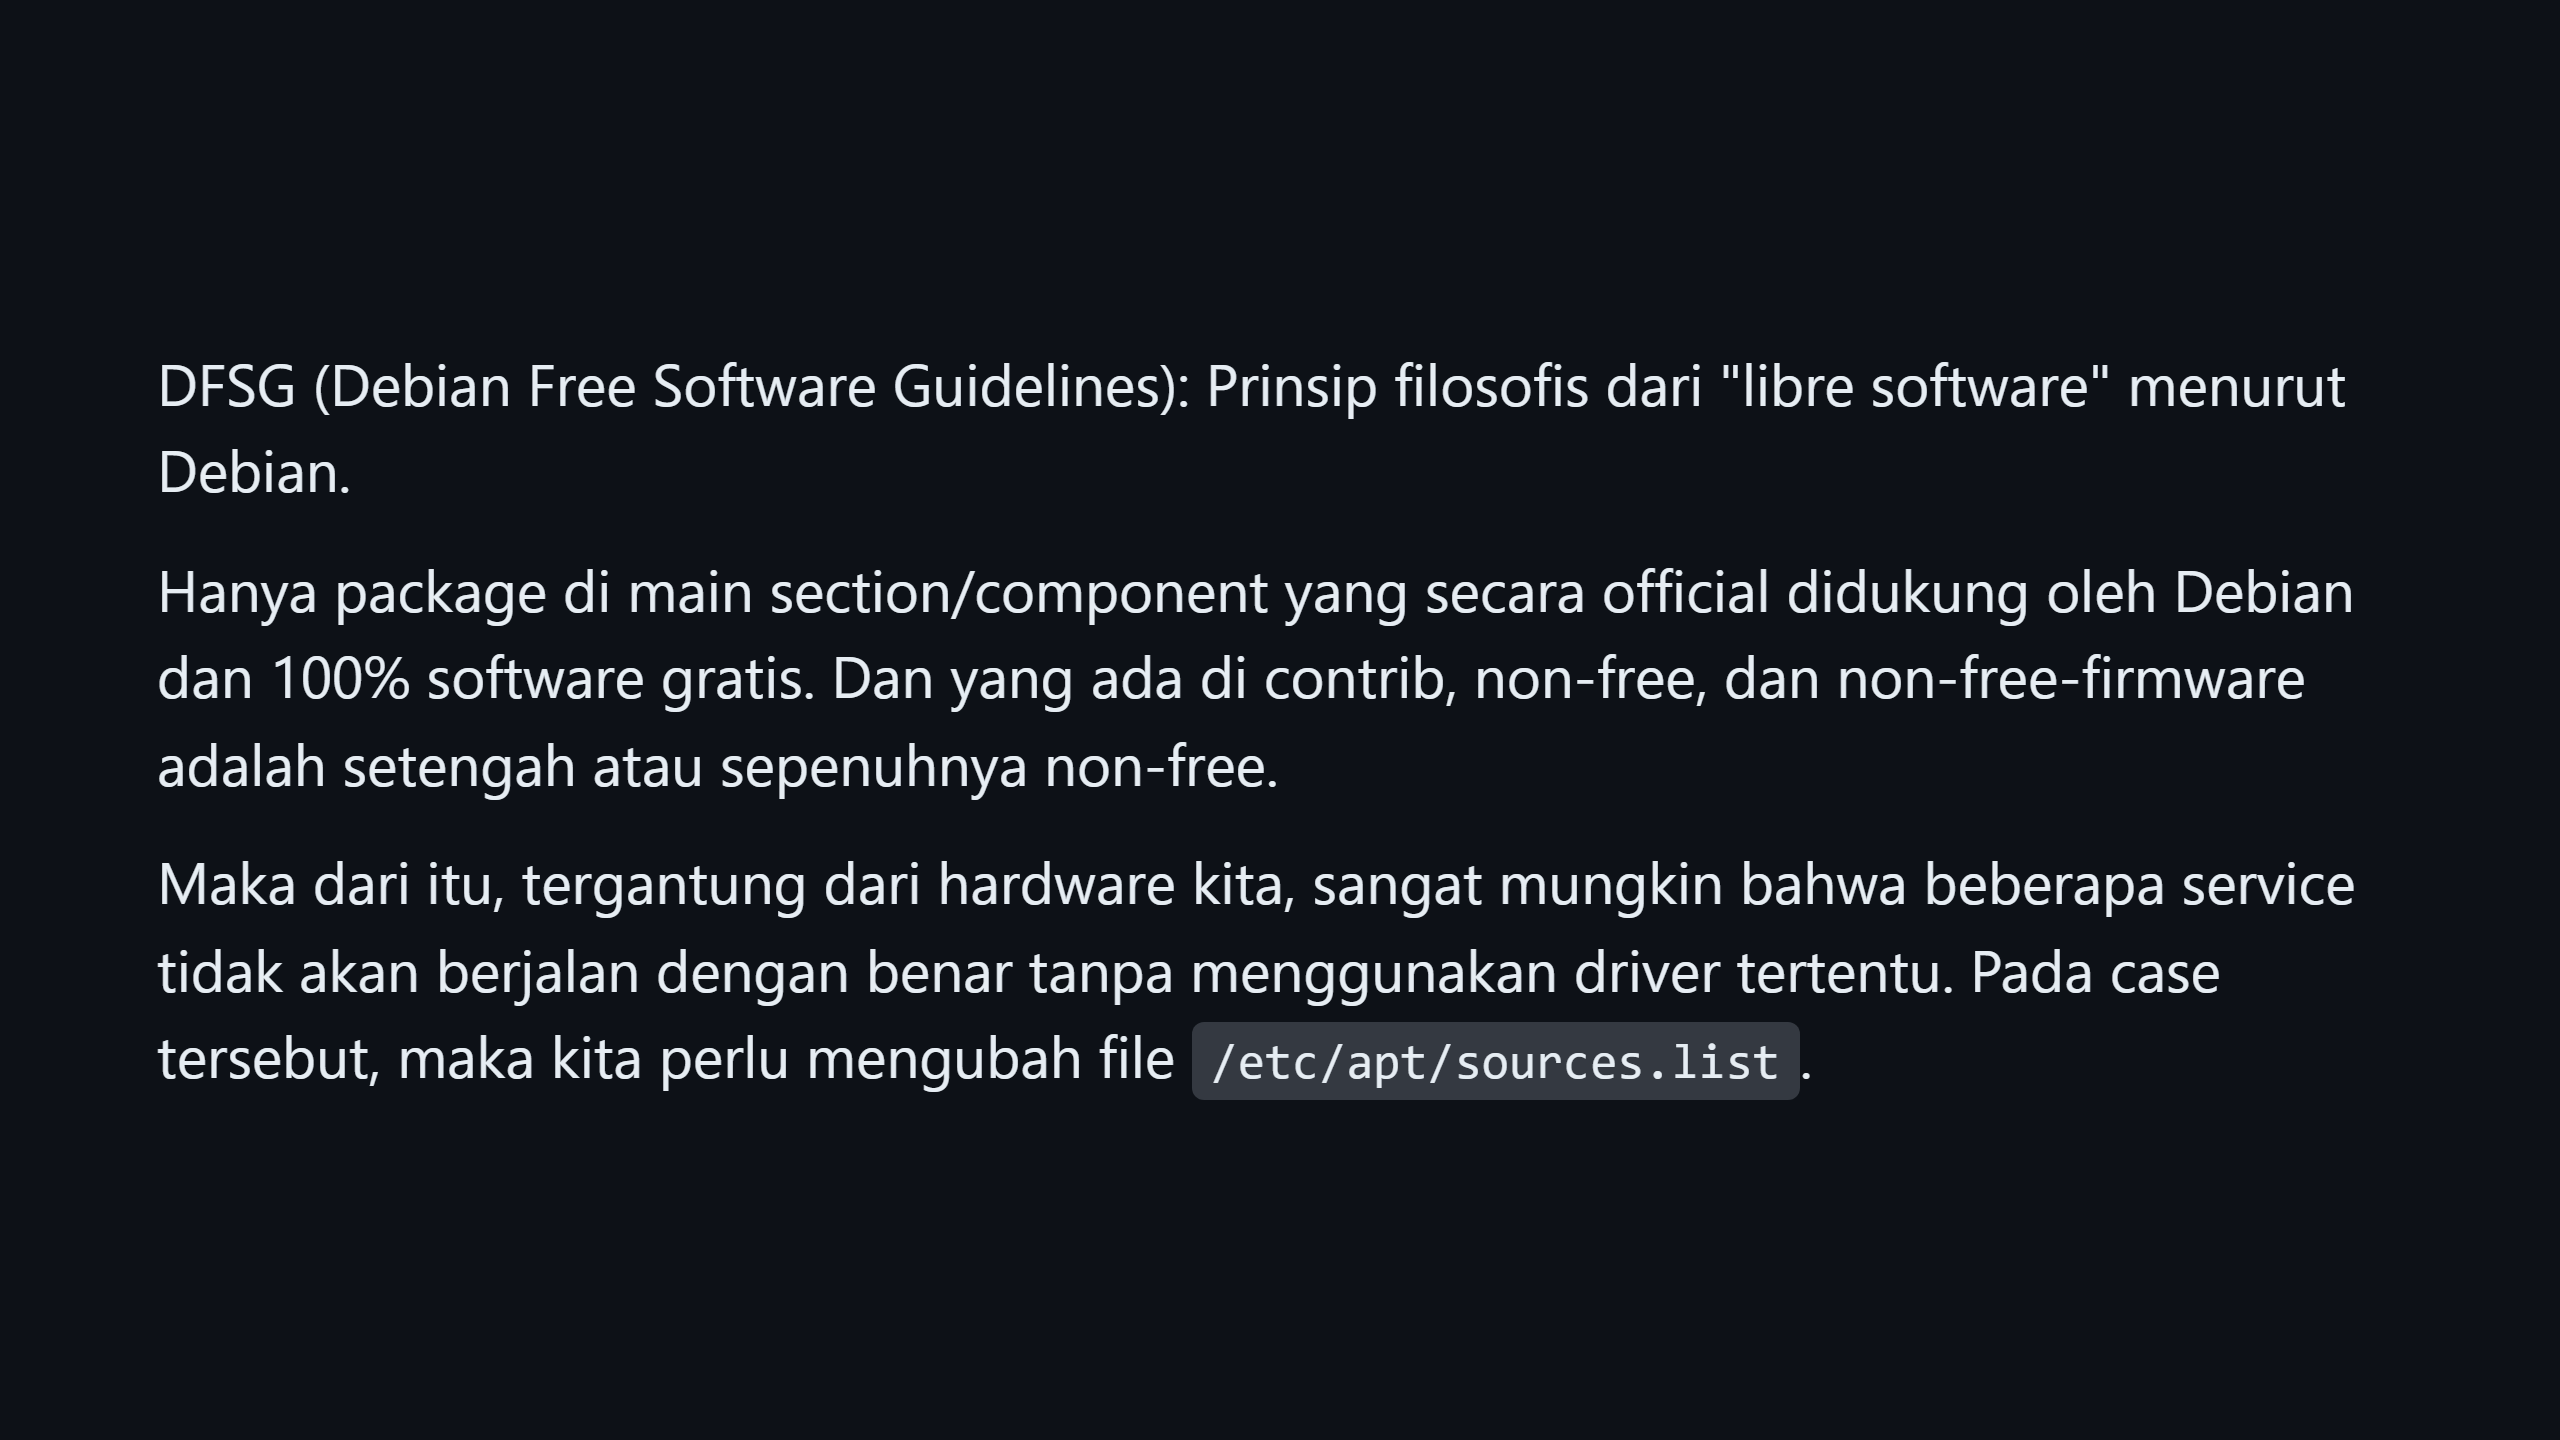 DFSG (Debian Free Software Guidelines): Prinsip filosofis dari "libre software" menurut
Debian.
Hanya package di main section/component yang secara official didukung oleh Debian
dan 100% software gratis. Dan yang ada di contrib, non-free, dan non-free-firmware
adalah setengah atau sepenuhnya non-free.
Maka dari itu, tergantung dari hardware kita, sangat mungkin bahwa beberapa service
tidak akan berjalan dengan benar tanpa menggunakan driver tertentu. Pada case
tersebut, maka kita perlu mengubah file /etc/apt/sources.list.